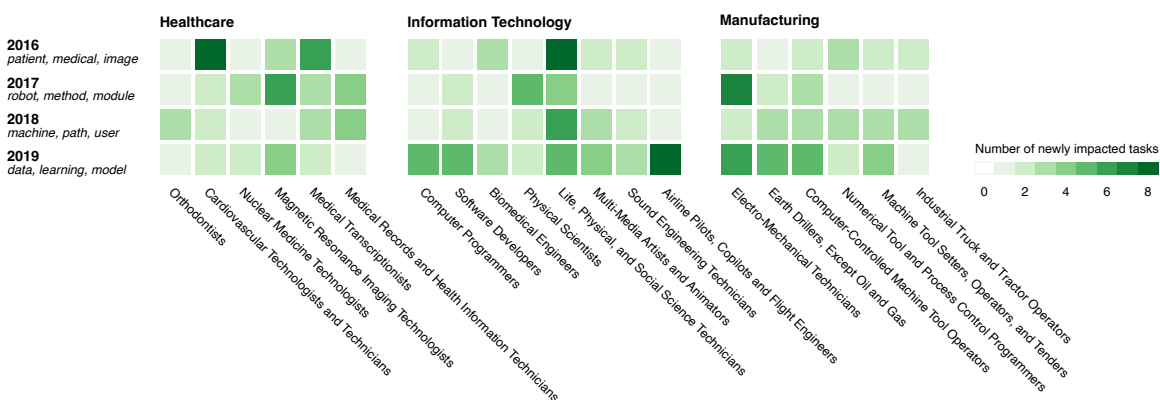 Healthcare
Information Technology
Manufacturing
2016
patient, medical, image
2017
robot, method, module
2018
machine, path, user
2019
data, learning, model
Number of newly impacted tasks
0 2 4 6 8
Orthodontists
Cardiovascular Technologists and Technicians
Nuclear Medicine Technologists
Magnetic Resonance Imaging Technologists
Medical Transcriptionists
Medical Records and Health Information Technicians
Computer Programmers
Software Developers
Biomedical Engineers
Physical Scientists
Life, Physical, and Social Science Technicians
Multi-Media Artists and Animators
Sound Engineering Technicians
Airline Pilots, Copilots and Flight Engineers
Electro-Mechanical Technicians
Earth Drillers, Except Oil and Gas
Computer-Controlled Machine Tool Operators
Numerical Tool and Process Control Programmers
Machine Tool Setters, Operators, and Tenders
Industrial Truck and Tractor Operators